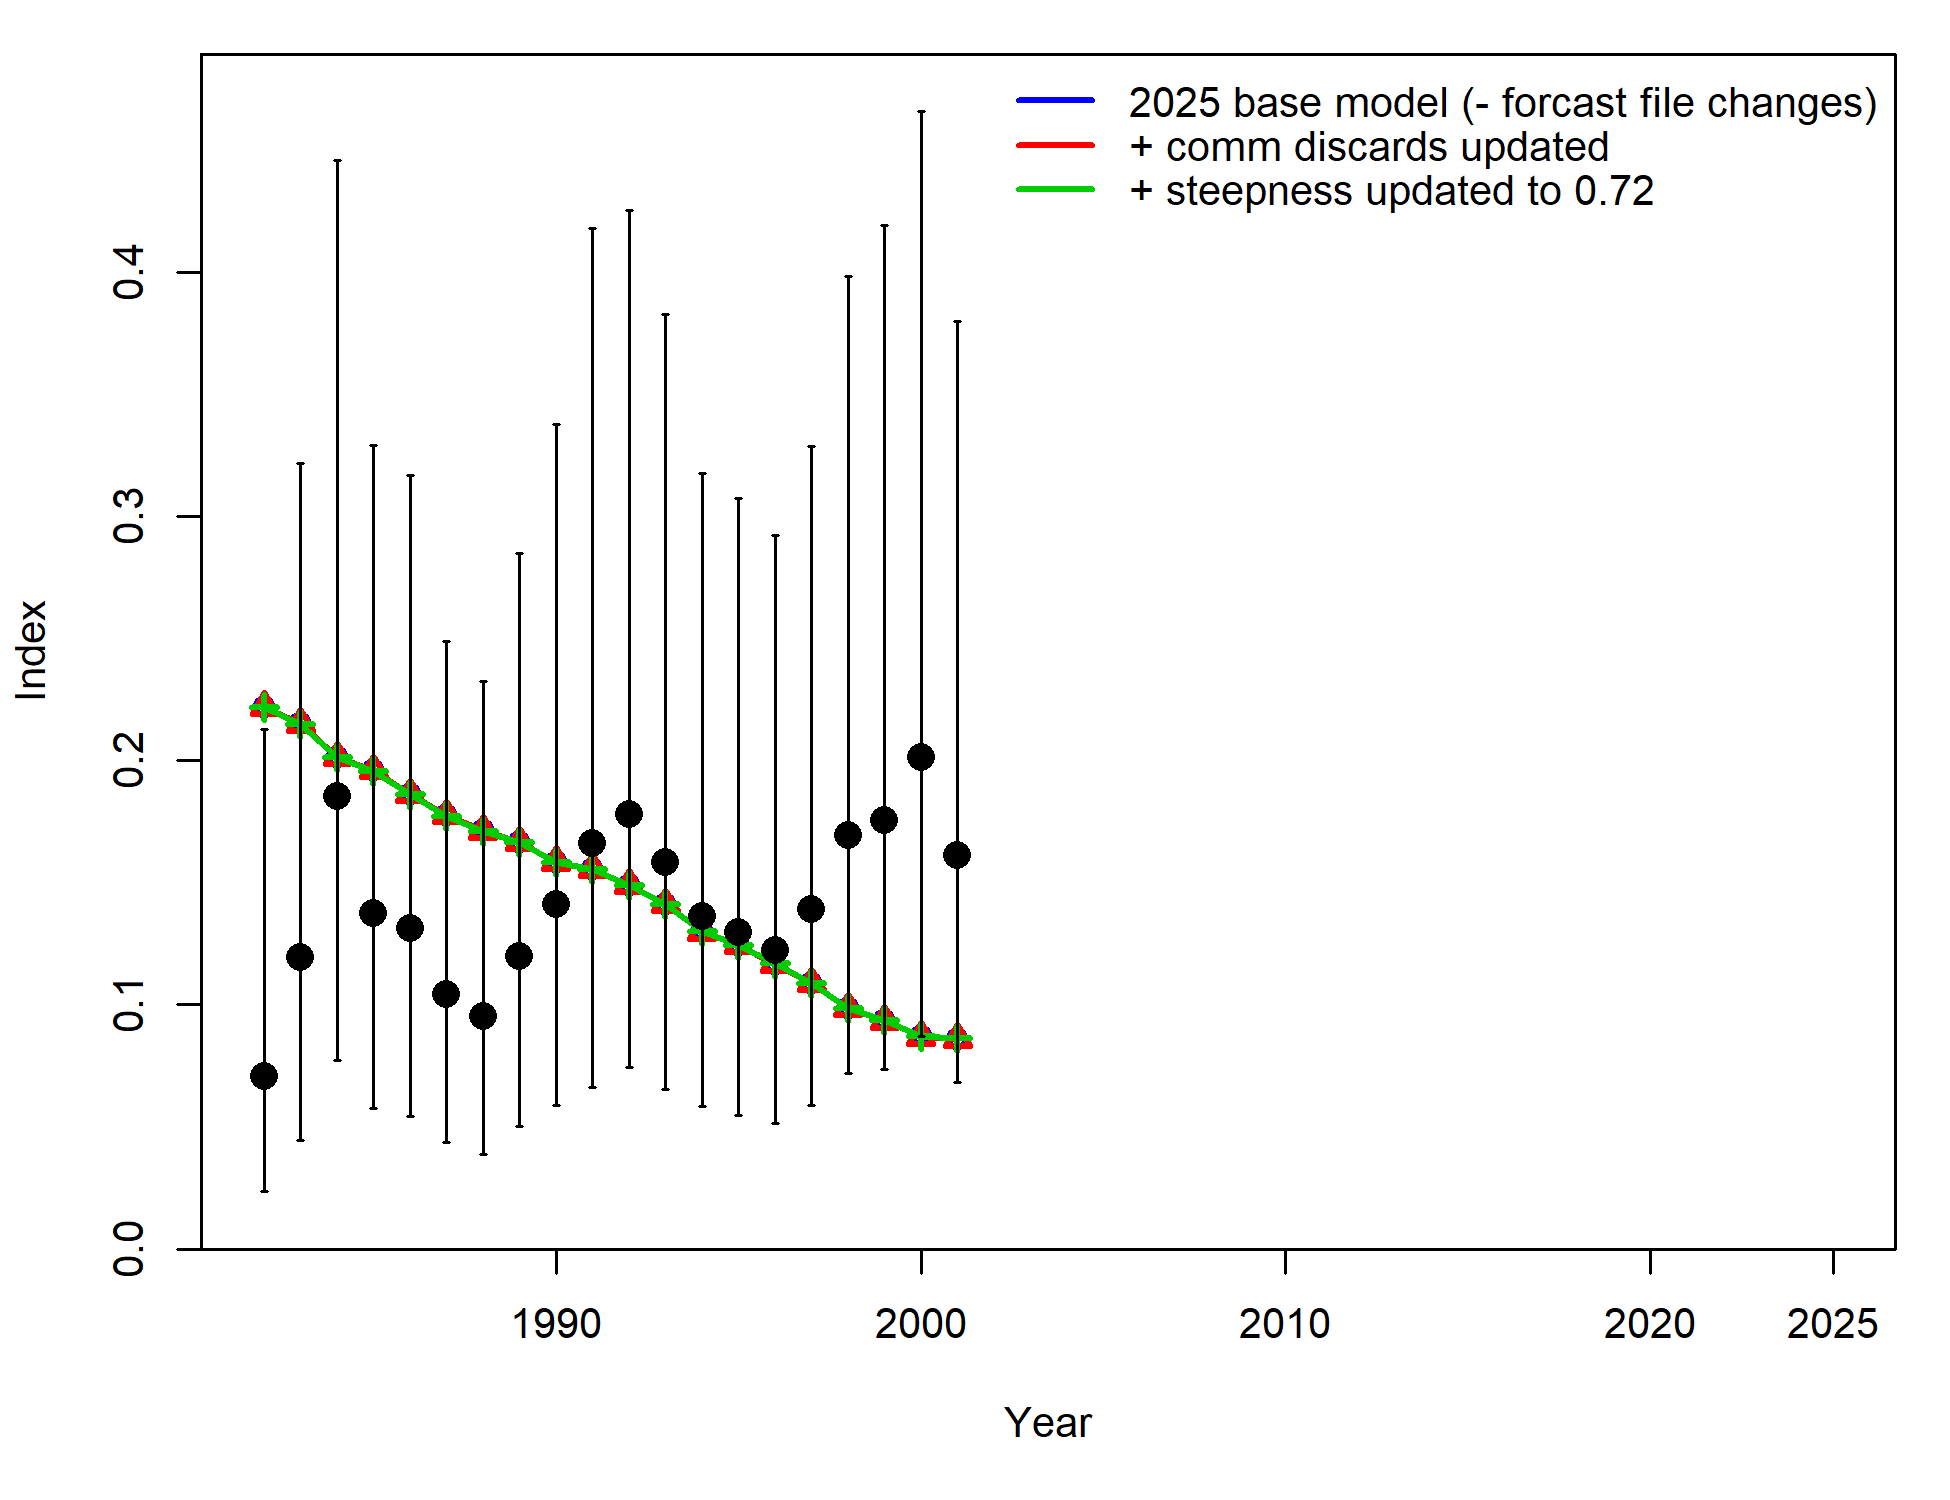 2025 base model (- forcast file changes)
+ comm discards updated
+ steepness updated to 0.72
0.4
0.3
0.2
0.1
0.0
Index
1990 2000 2010 2020 2025
Year